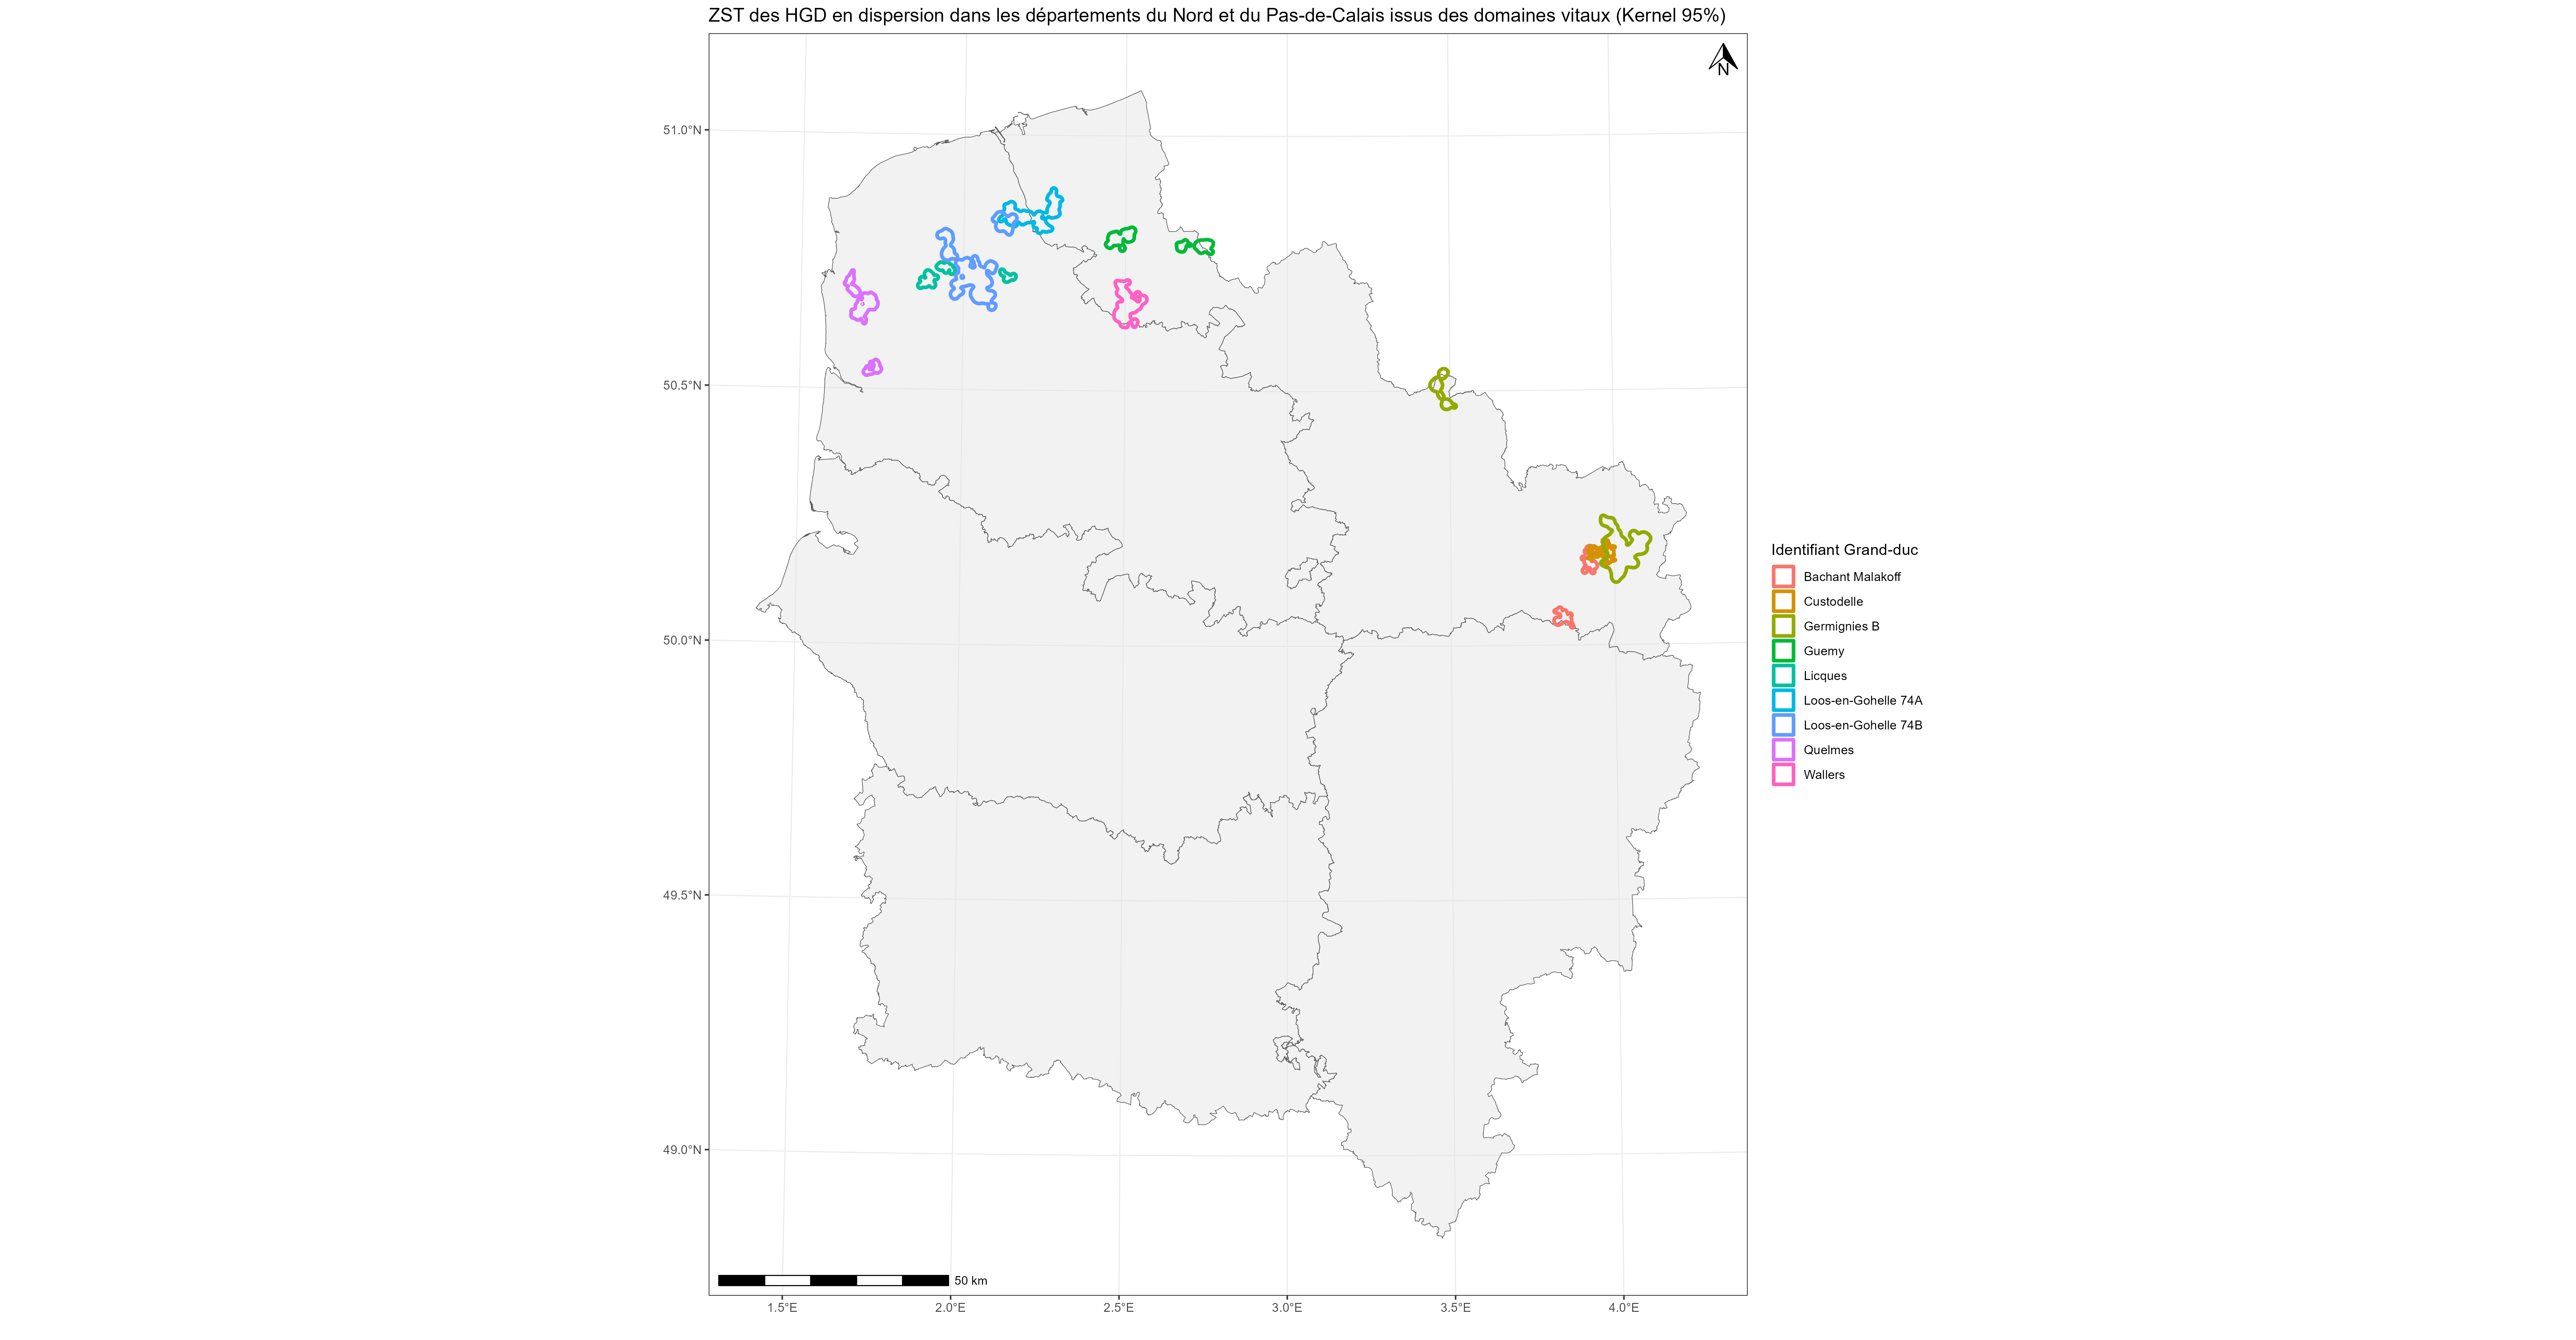 ZST des HGD en dispersion dans les départements du Nord et du Pas-de-Calais issus des domaines vitaux (Kernel 95%)
N
51.0°N
50.5°N
50.0°N
49.5°N
49.0°N
50 km
1.5°E 2.0°E 2.5°E 3.0°E 3.5°E 4.0°E
Identifiant Grand-duc
Bachant Malakoff
Custodelle
Germignies B
Guemy
Licques
Loos-en-Gohelle 74A
Loos-en-Gohelle 74B
Quelmes
Wallers